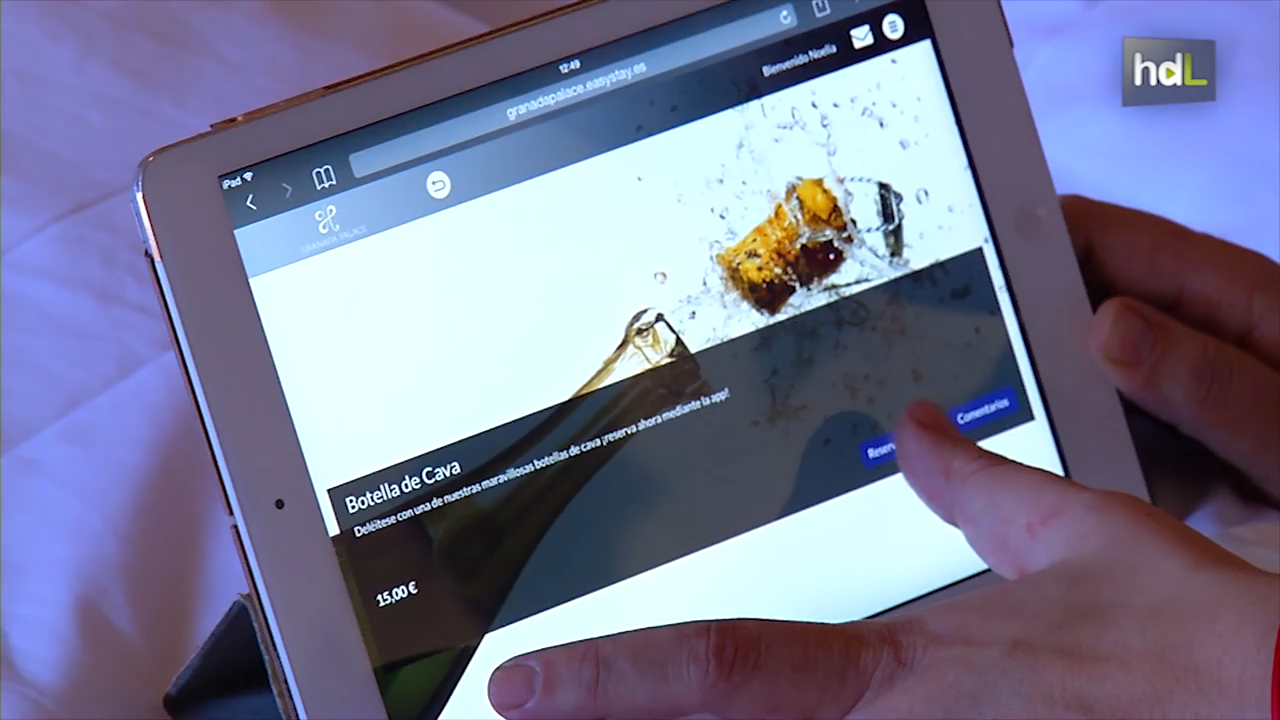 hdL
12:49
iPad
granadapalace.easystay.es
Bienvenido Noelia
GRANADA PALACE
Botella de Cava
Deléitese con una de nuestras maravillosas botellas de cava ¡reserva ahora mediante la app!
Comentarios
15,00 €